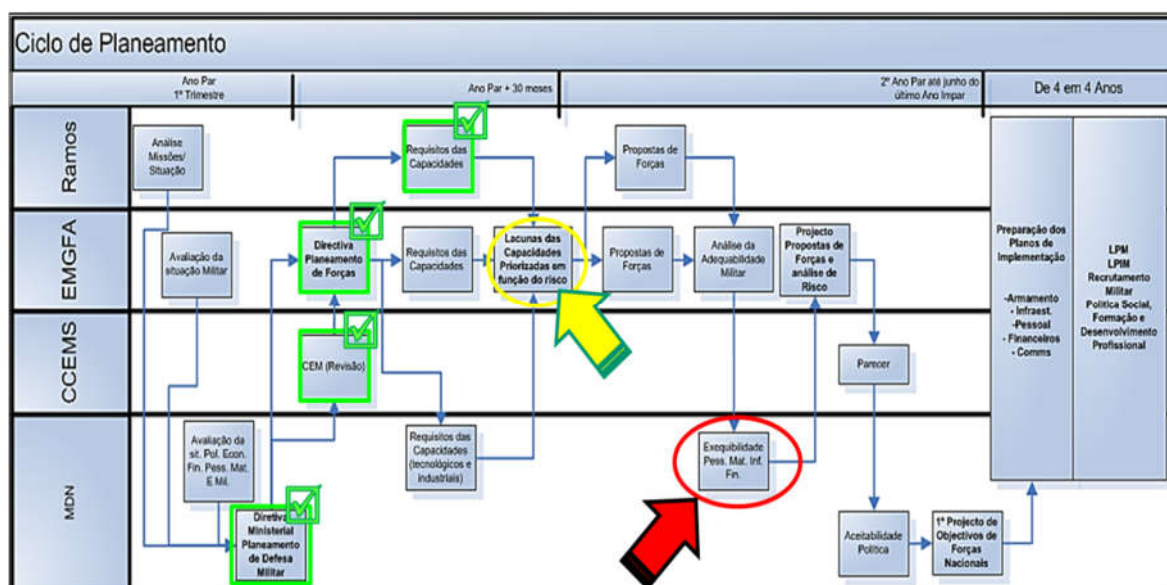 Ciclo de Planeamento
Ano Par
1º Trimestre
Ano Par + 30 meses
2º Ano Par até junho do
último Ano Impar
De 4 em 4 Anos
Ramos
Análise
Missões/
Situação
Requisitos das
Capacidades
Propostas de
Forças
EMGFA
Avaliação da
situação Militar
Directiva
Planeamento
de Forças
Requisitos das
Capacidades
Lacunas das
Capacidades
Priorizadas em
função do risco
Propostas de
Forças
Análise da
Adequabilidade
Militar
Projecto
Propostas de
Forças e
análise de
Risco
CCEMS
CEM (Revisão)
Parecer
MDN
Avaliação da
sit. Pol. Econ.
Fin. Pess. Mat.
E Mil.
Diretiva
Ministerial
Planeamento
de Defesa
Militar
Requisitos das
Capacidades
(tecnológicos e
industriais)
Exequibilidade
Pess. Mat. Inf.
Fin.
Aceitabilidade
Política
1º Projecto de
Objectivos de
Forças
Nacionais
Preparação dos
Planos de
Implementação
-Armamento
- Infraest.
-Pessoal
- Financeiros
- Comms
LPM
LPIM
Recrutamento
Militar
Politica Social,
Formação e
Desenvolvimento
Profissional